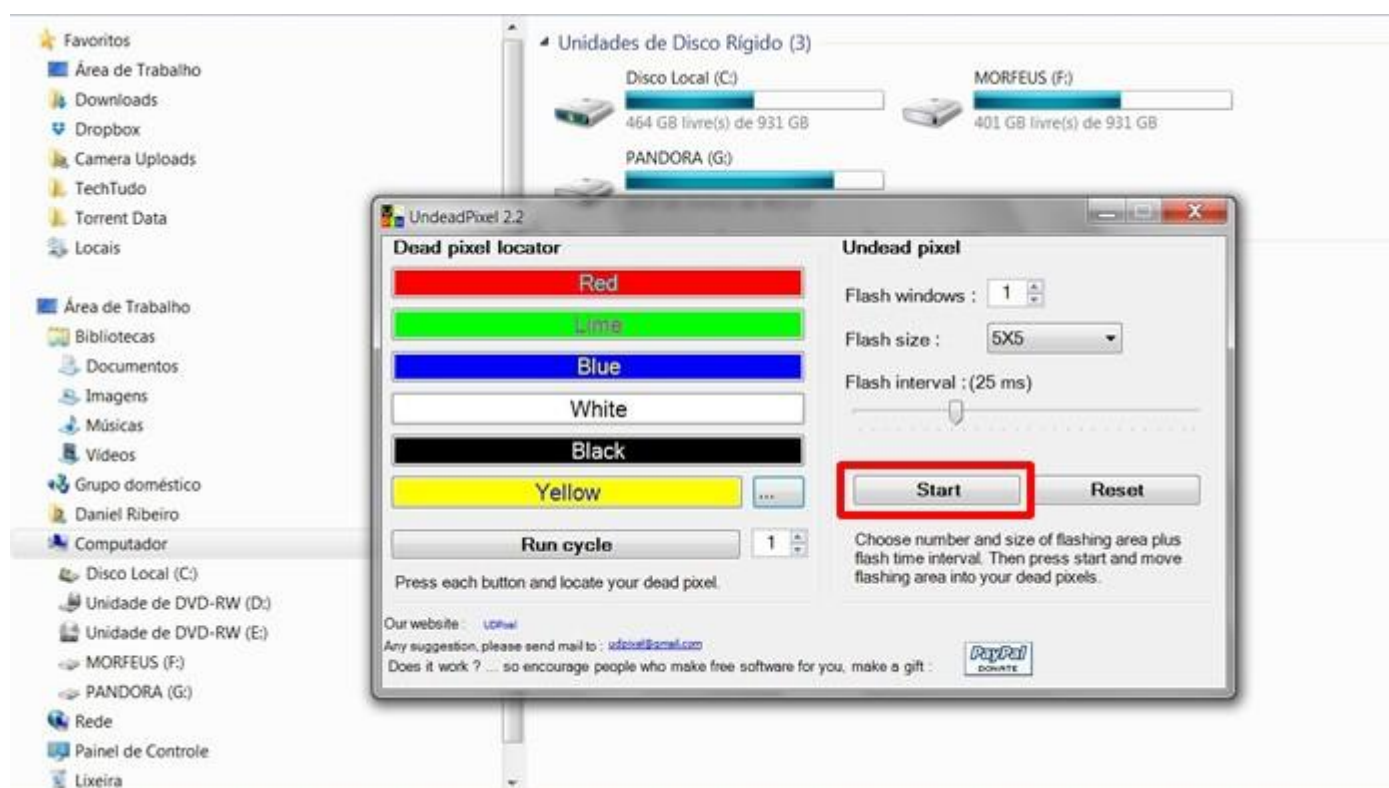 Favoritos
Área de Trabalho
Downloads
Dropbox
Camera Uploads
TechTudo
Torrent Data
Locais
Área de Trabalho
Bibliotecas
Documentos
Imagens
Músicas
Vídeos
Grupo doméstico
Daniel Ribeiro
Computador
Disco Local (C:)
Unidade de DVD-RW (D:)
Unidade de DVD-RW (E:)
MORFEUS (F:)
PANDORA (G:)
Rede
Painel de Controle
Lixeira
Unidades de Disco Rígido (3)
Disco Local (C:)
464 GB livre(s) de 931 GB
MORFEUS (F:)
401 GB livre(s) de 931 GB
PANDORA (G:)
UndeadPixel 2.2
Dead pixel locator
Red
Lime
Blue
White
Black
Yellow
...
Run cycle
1
Press each button and locate your dead pixel.
Undead pixel
Flash windows : 1
Flash size : 5X5
Flash interval :(25 ms)
Start
Reset
Choose number and size of flashing area plus
flash time interval. Then press start and move
flashing area into your dead pixels.
Our website : UDPixel
Any suggestion, please send mail to : udpixel@gmail.com
Does it work ? ... so encourage people who make free software for you, make a gift :
PayPal
DONATE